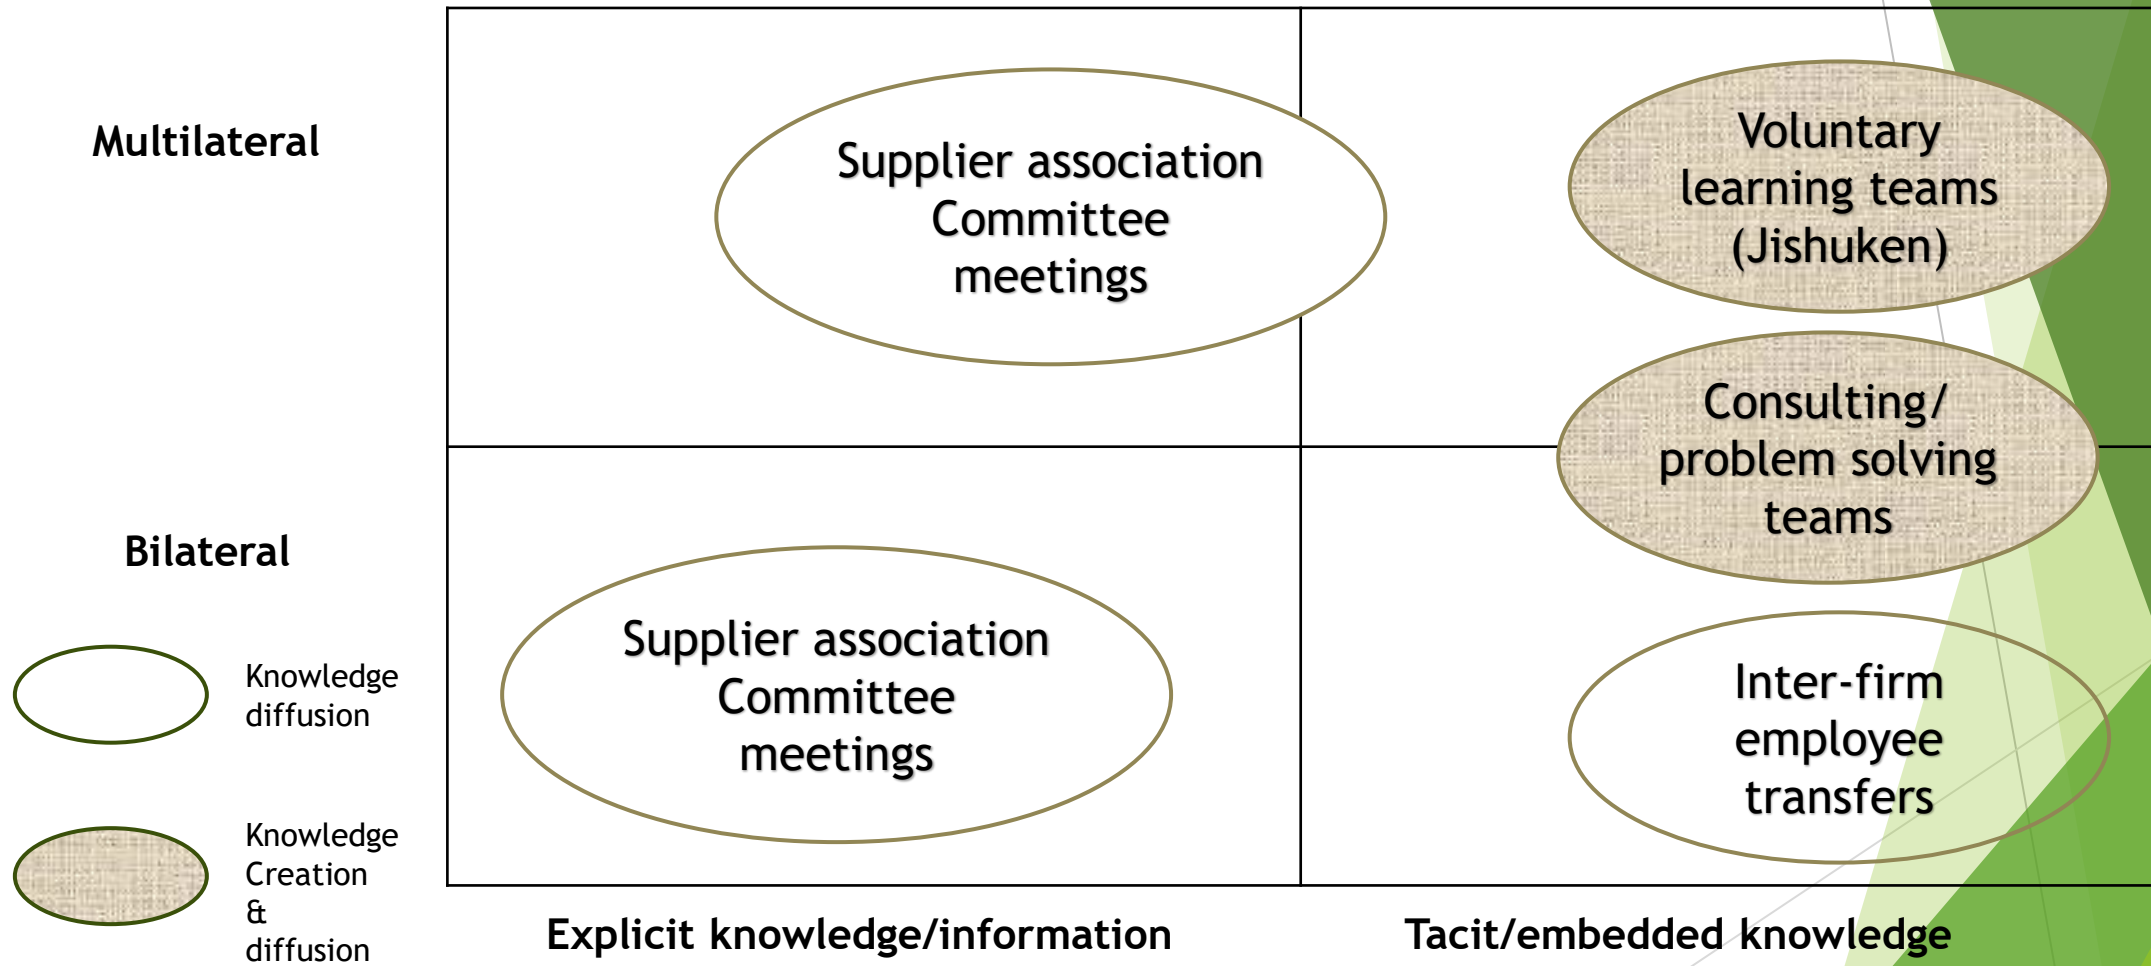 Multilateral
Supplier association
Committee
meetings
Voluntary
learning teams
(Jishuken)
Consulting/
problem solving
teams
Bilateral
Supplier association
Committee
meetings
Inter-firm
employee
transfers
Knowledge
diffusion
Knowledge
Creation
&
diffusion
Explicit knowledge/information
Tacit/embedded knowledge